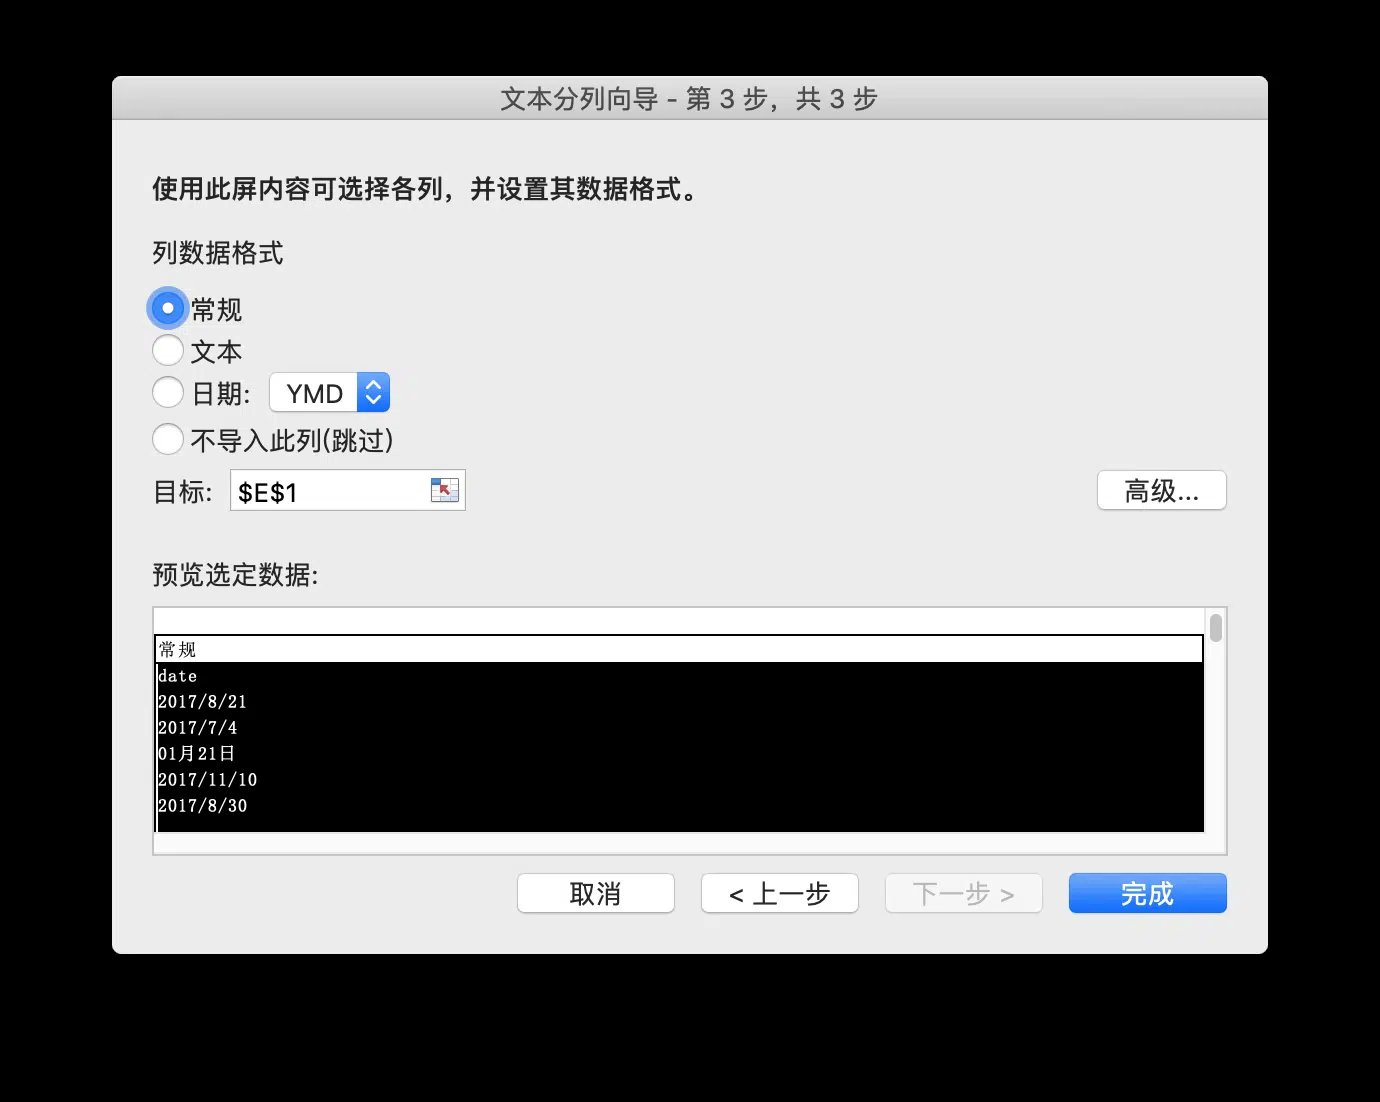 文本分列向导 - 第 3 步，共 3 步
使用此屏内容可选择各列，并设置其数据格式。
列数据格式
常规
文本
日期: YMD
不导入此列(跳过)
目标: $E$1 高级...
预览选定数据:
常规
date
2017/8/21
2017/7/4
01月21日
2017/11/10
2017/8/30
取消 < 上一步 下一步 > 完成